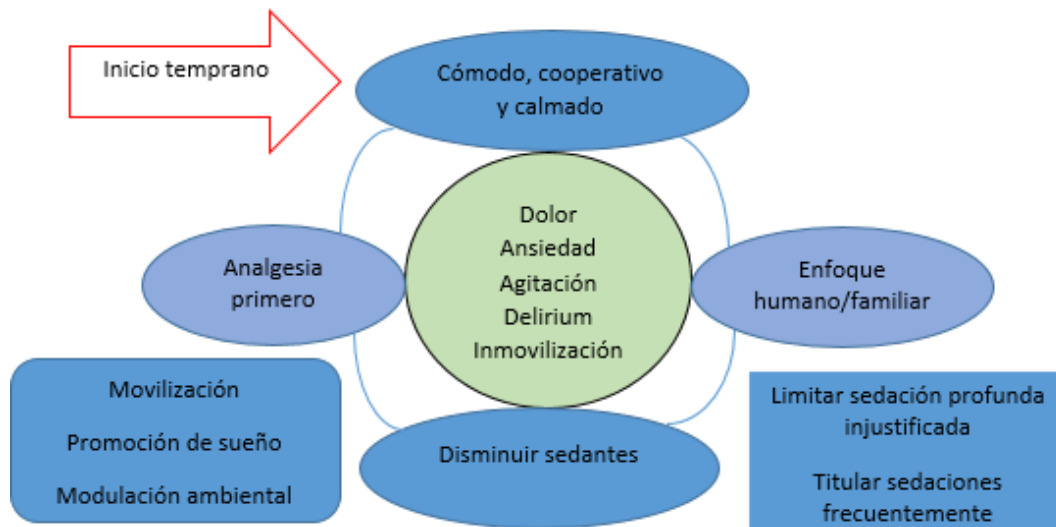 Inicio temprano
Cómodo, cooperativo
y calmado
Dolor
Ansiedad
Agitación
Delirium
Inmovilización
Analgesia
primero
Enfoque
humano/familiar
Movilización
Promoción de sueño
Modulación ambiental
Disminuir sedantes
Limitar sedación profunda
injustificada
Titular sedaciones
frecuentemente